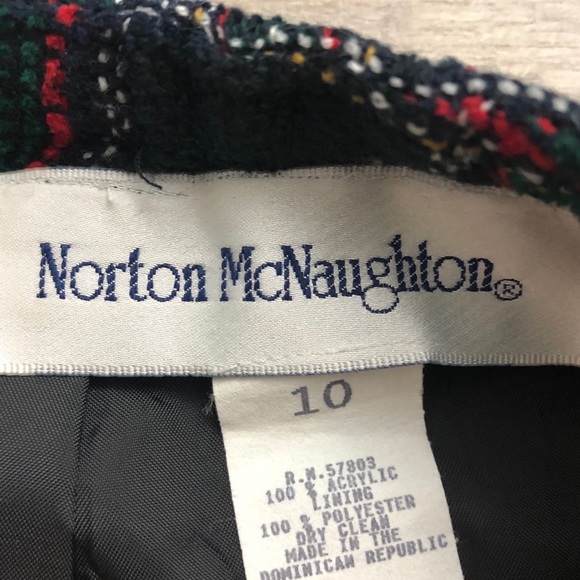 Norton McNaughton®
10
R.N.57803
100 % ACRYLIC
LINING
100 % POLYESTER
DRY CLEAN
MADE IN THE
DOMINICAN REPUBLIC